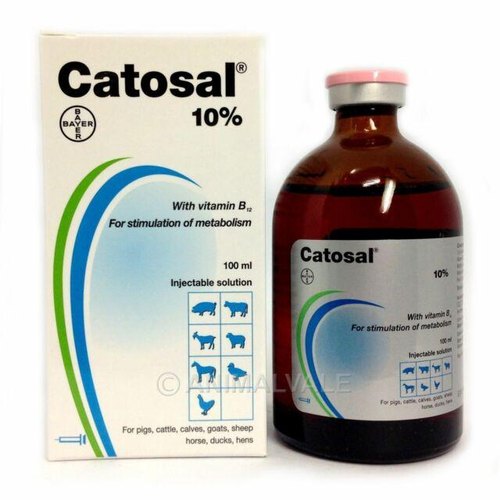 Catosal®
10%
BAYER
BAYER
With vitamin B12
For stimulation of metabolism
100 ml
Injectable solution
For pigs, cattle, calves, goats, sheep
horse, ducks, hens
Catosal®
10%
With vitamin B
For stimulation of metabolism
100 ml
Injectable solution
For pigs, cattle, calves, goats, sheep
horse, ducks, hens
© ANIMALVALE